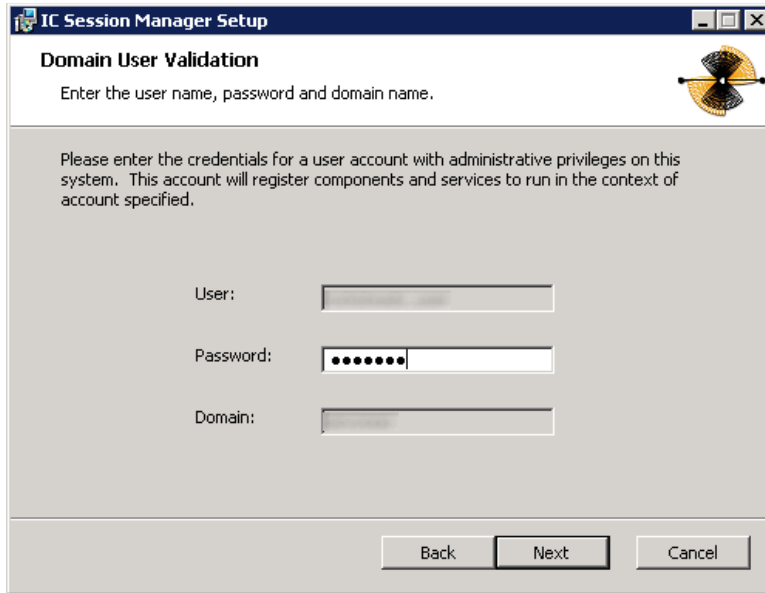 IC Session Manager Setup
Domain User Validation
Enter the user name, password and domain name.
Please enter the credentials for a user account with administrative privileges on this
system. This account will register components and services to run in the context of
account specified.
User:
Password:
●●●●●●●
Domain:
Back Next Cancel